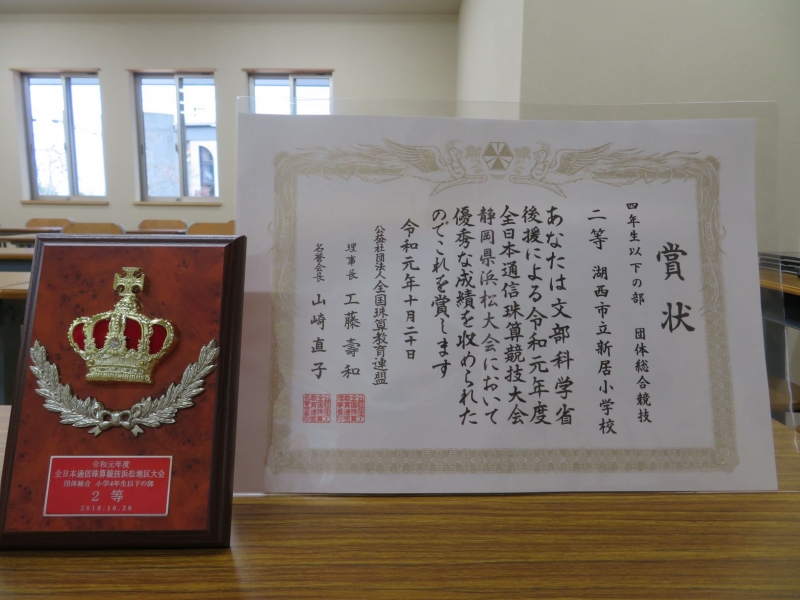 賞状
四年生以下の部 団体総合競技
二等 湖西市立新居小学校
あなたは文部科学省
後援による令和元年度
全日本通信珠算競技大会
静岡県浜松大会において
優秀な成績を収められた
のでこれを賞します
令和元年十月二十日
公益社団法人全国珠算教育連盟
理事長 工藤壽和
名誉会長 山崎直子
令和元年度
全日本通信珠算競技浜松地区大会
団体総合 小学4年生以下の部
2等
2019.10.20